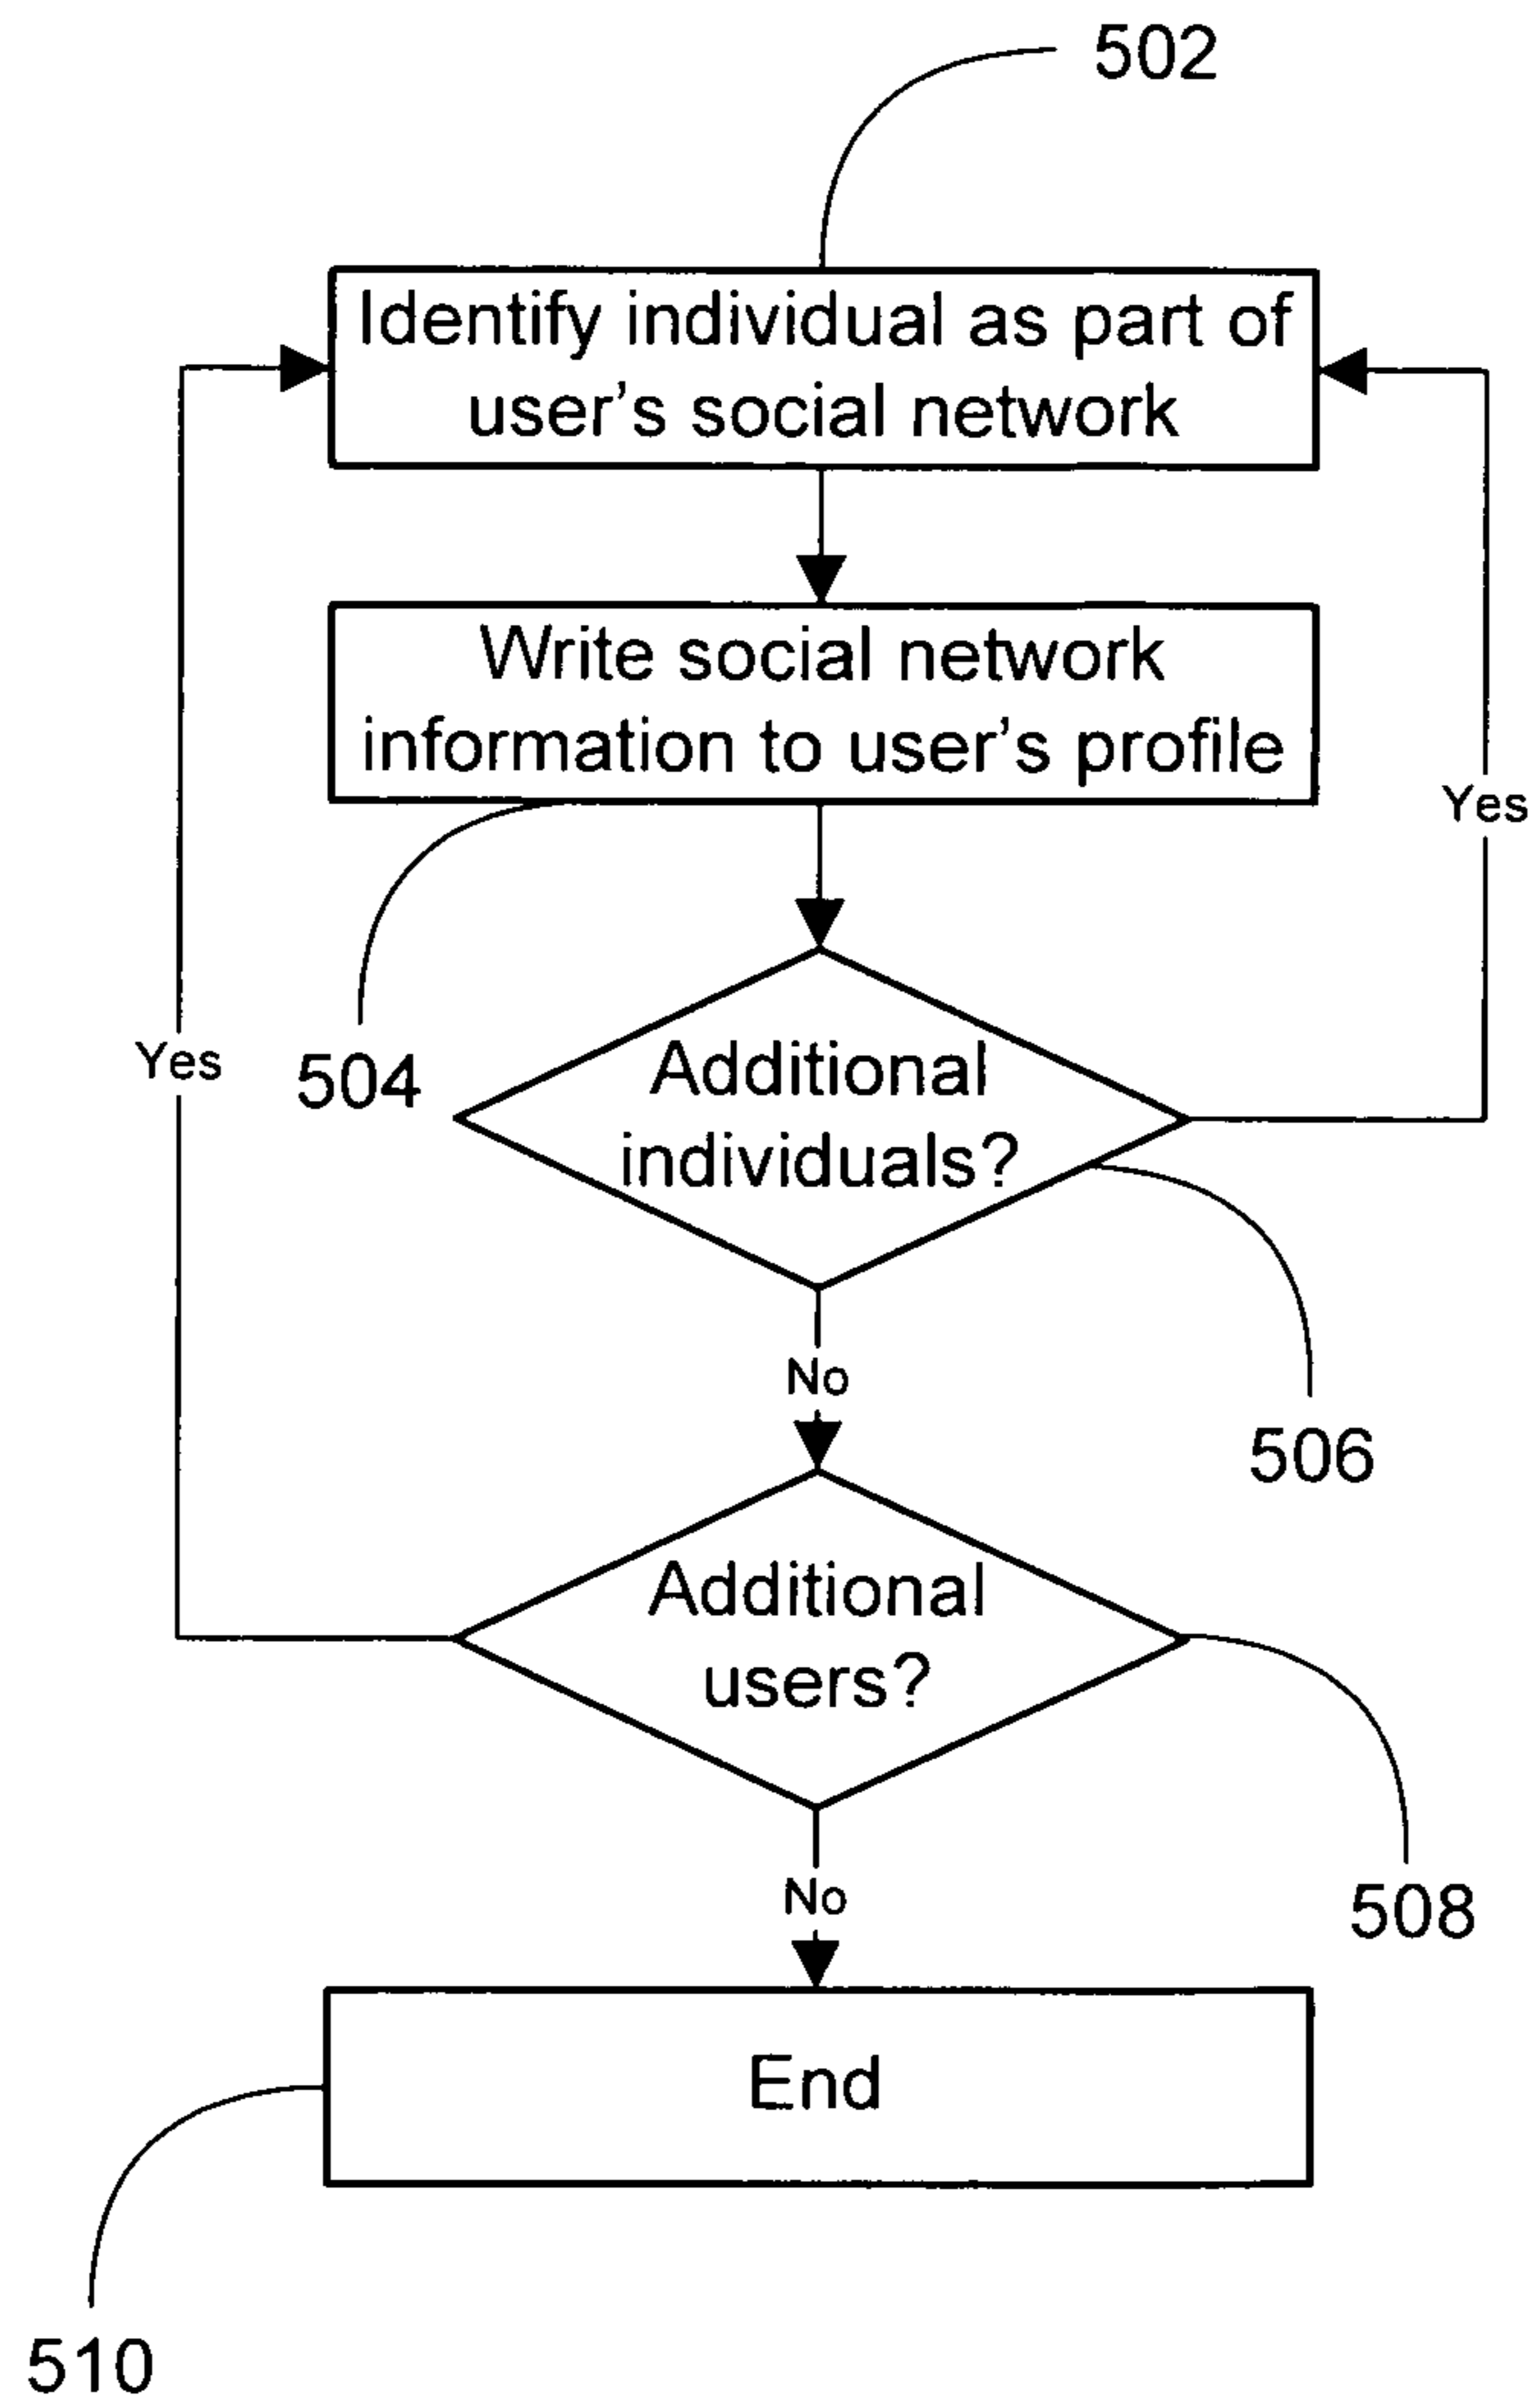 502
Identify individual as part of
user's social network
Write social network
information to user's profile
Yes
Yes
504
Additional
individuals?
No
506
Additional
users?
No
508
End
510